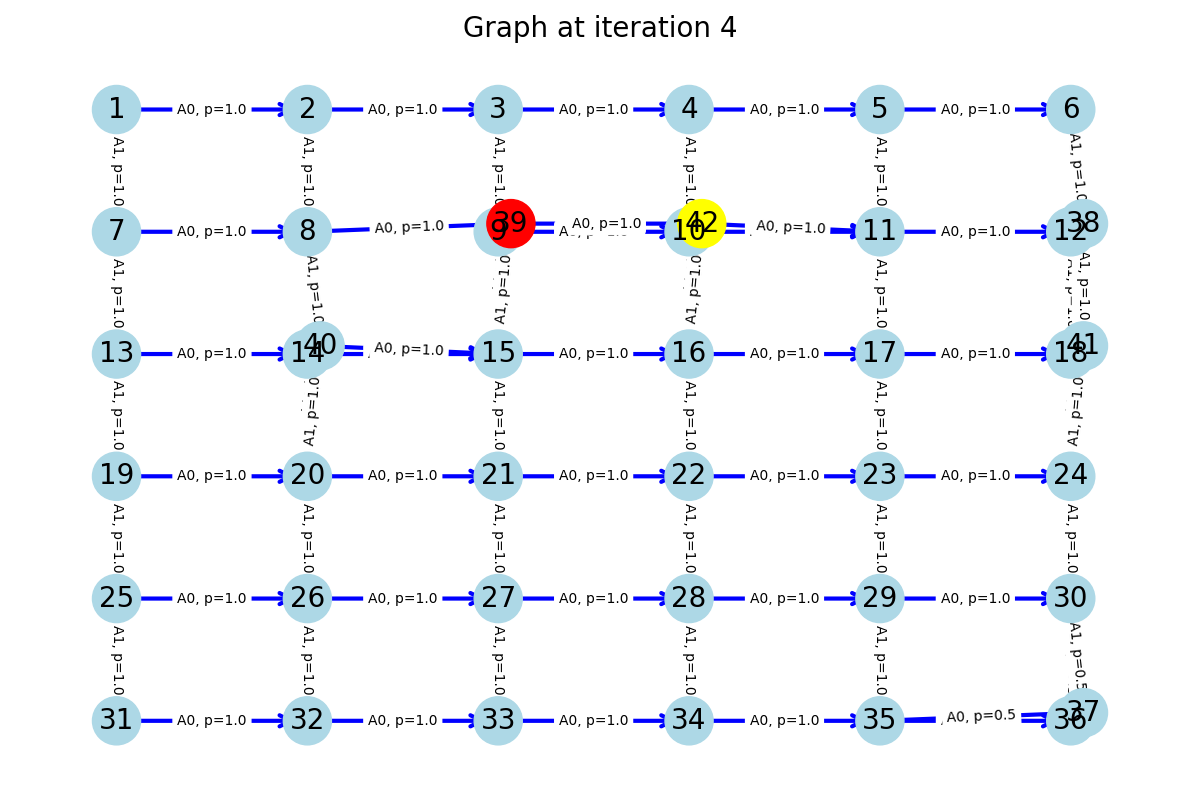 Graph at iteration 4
1 A0, p=1.0 2 A0, p=1.0 3 A0, p=1.0 4 A0, p=1.0 5 A0, p=1.0 6
A1, p=1.0 A1, p=1.0 A1, p=1.0 A1, p=1.0 A1, p=1.0 A1, p=1.0
7 A0, p=1.0 8 A0, p=1.0 9 39 A0, p=1.0 10 42 A0, p=1.0 11 A0, p=1.0 12 38
A1, p=1.0 A1, p=1.0 A1, p=1.0 A1, p=1.0 A1, p=1.0 A1, p=1.0
13 A0, p=1.0 14 40 A0, p=1.0 15 A0, p=1.0 16 A0, p=1.0 17 A0, p=1.0 18 41
A1, p=1.0 A1, p=1.0 A1, p=1.0 A1, p=1.0 A1, p=1.0 A1, p=1.0
19 A0, p=1.0 20 A0, p=1.0 21 A0, p=1.0 22 A0, p=1.0 23 A0, p=1.0 24
A1, p=1.0 A1, p=1.0 A1, p=1.0 A1, p=1.0 A1, p=1.0 A1, p=1.0
25 A0, p=1.0 26 A0, p=1.0 27 A0, p=1.0 28 A0, p=1.0 29 A0, p=1.0 30
A1, p=1.0 A1, p=1.0 A1, p=1.0 A1, p=1.0 A1, p=1.0 A1, p=0.5
31 A0, p=1.0 32 A0, p=1.0 33 A0, p=1.0 34 A0, p=1.0 35 A0, p=0.5 36 37